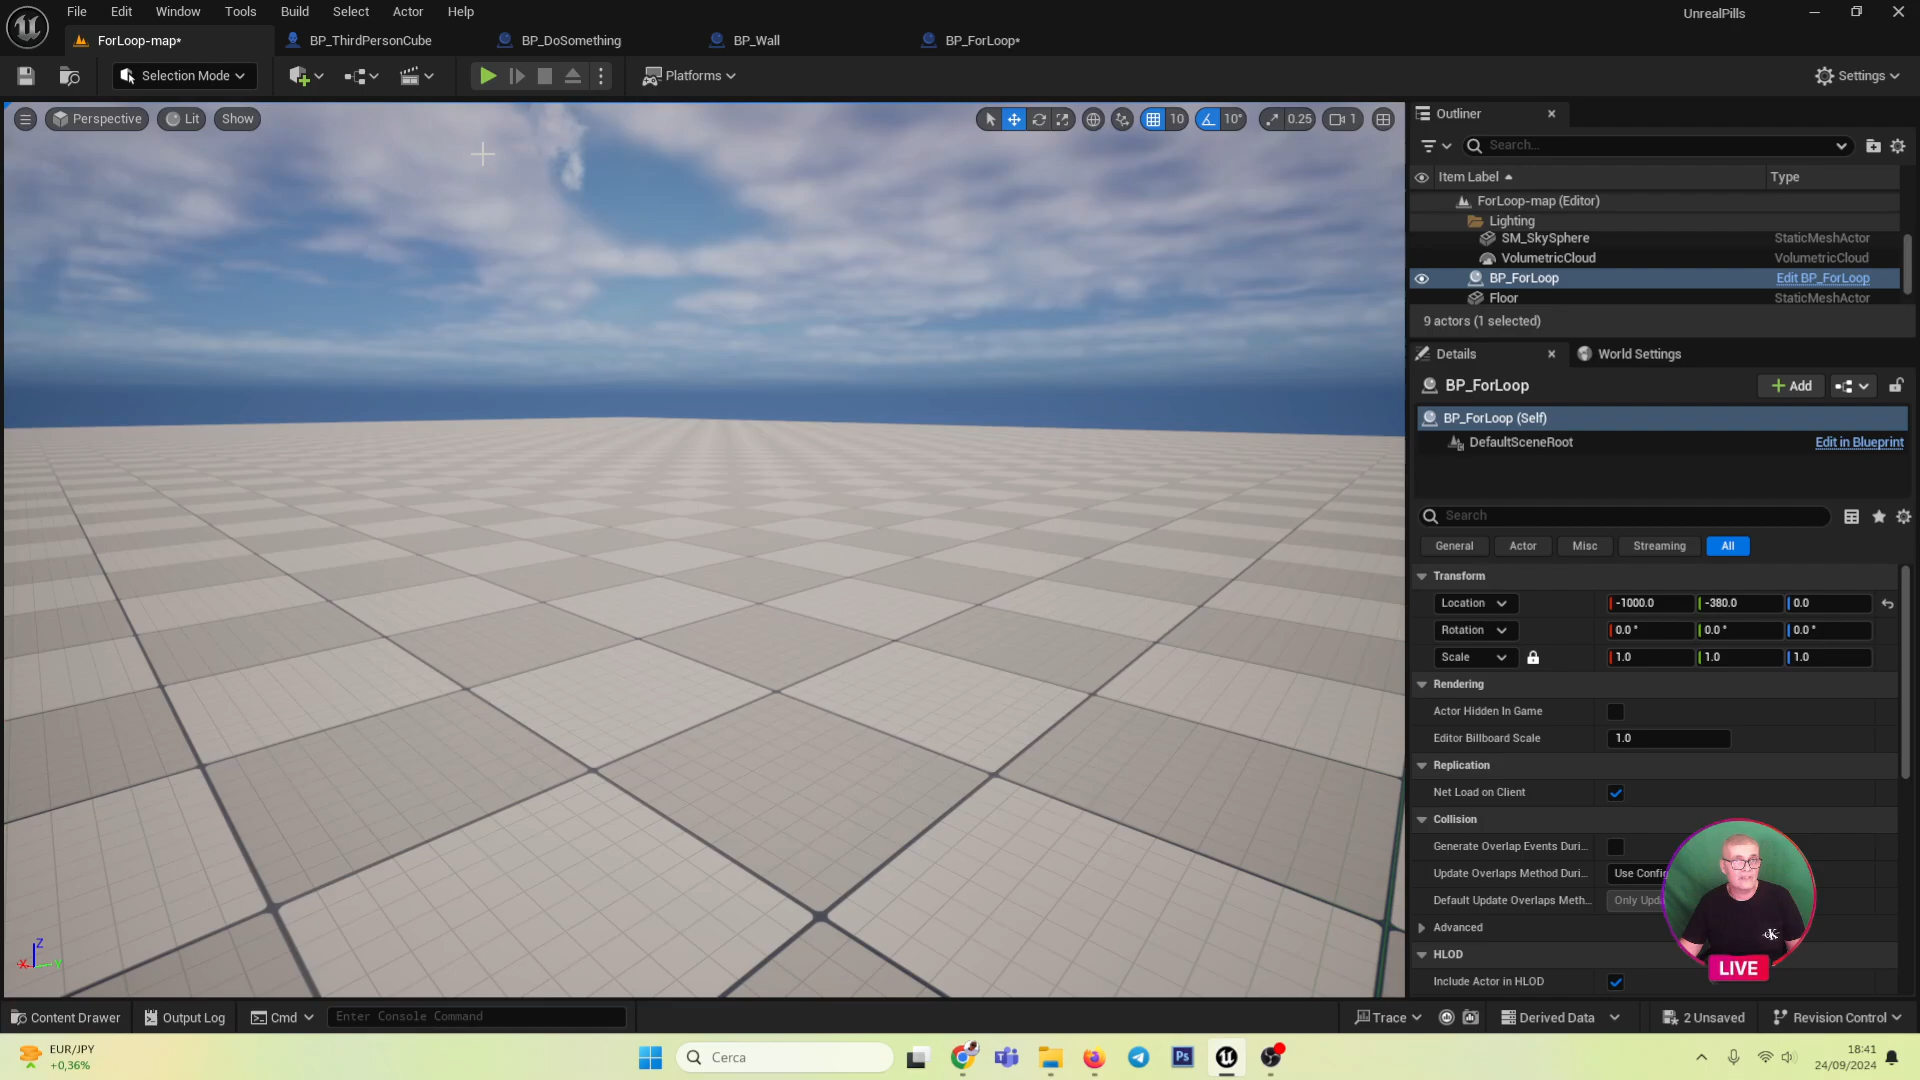 File Edit Window Tools Build Select Actor Help
UnrealPills
ForLoop-map*
BP_ThirdPersonCube
BP_DoSomething
BP_Wall
BP_ForLoop*
Selection Mode
Platforms
Settings
Perspective
Lit
Show
10
10°
0.25
1
Outliner
Search...
Item Label
Type
ForLoop-map (Editor)
Lighting
SM_SkySphere StaticMeshActor
VolumetricCloud VolumetricCloud
BP_ForLoop Edit BP_ForLoop
Floor StaticMeshActor
9 actors (1 selected)
Details
World Settings
BP_ForLoop
Add
BP_ForLoop (Self)
DefaultSceneRoot Edit in Blueprint
Search
General Actor Misc Streaming All
Transform
Location -1000.0 -380.0 0.0
Rotation 0.0 ° 0.0 ° 0.0 °
Scale 1.0 1.0 1.0
Rendering
Actor Hidden In Game
Editor Billboard Scale 1.0
Replication
Net Load on Client
Collision
Generate Overlap Events Duri...
Update Overlaps Method Duri... Use Config
Default Update Overlaps Meth... Only Upda
Advanced
HLOD
Include Actor in HLOD
LIVE
Z
X
Y
Content Drawer
Output Log
Cmd
Enter Console Command
Trace
Derived Data
2 Unsaved
Revision Control
EUR/JPY
+0,36%
Cerca
Ps
18:41
24/09/2024